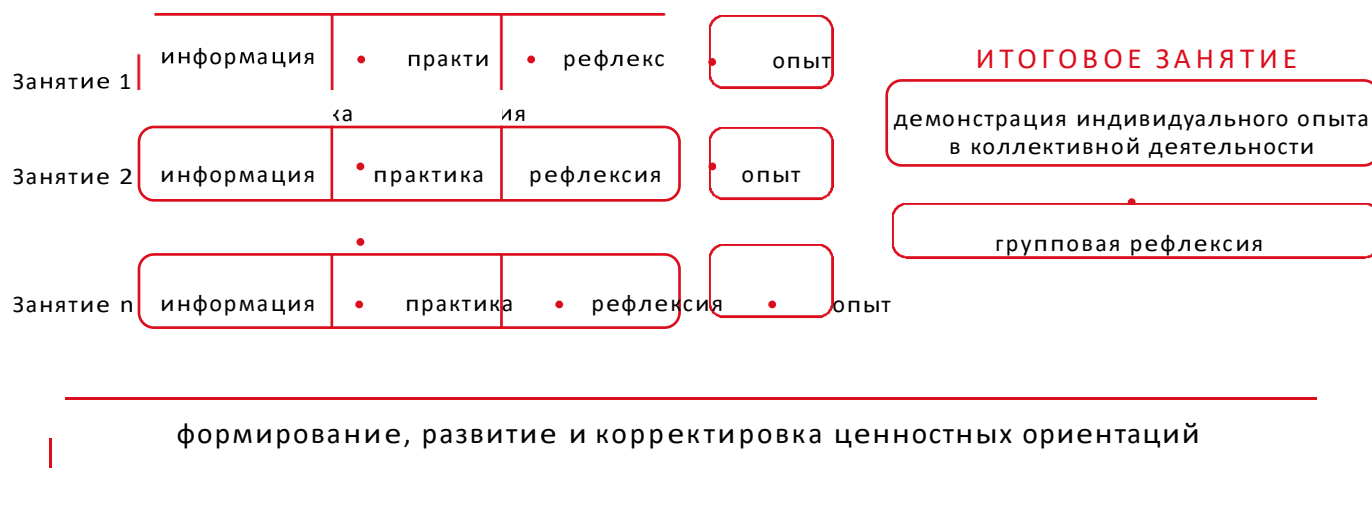 информация • практи • рефлекс • опыт
Занятие 1
ка ия
ИТОГОВОЕ ЗАНЯТИЕ
демонстрация индивидуального опыта
в коллективной деятельности
Занятие 2 информация • практика рефлексия • опыт
•
групповая рефлексия
•
Занятие n информация • практика • рефлексия • опыт
формирование, развитие и корректировка ценностных ориентаций